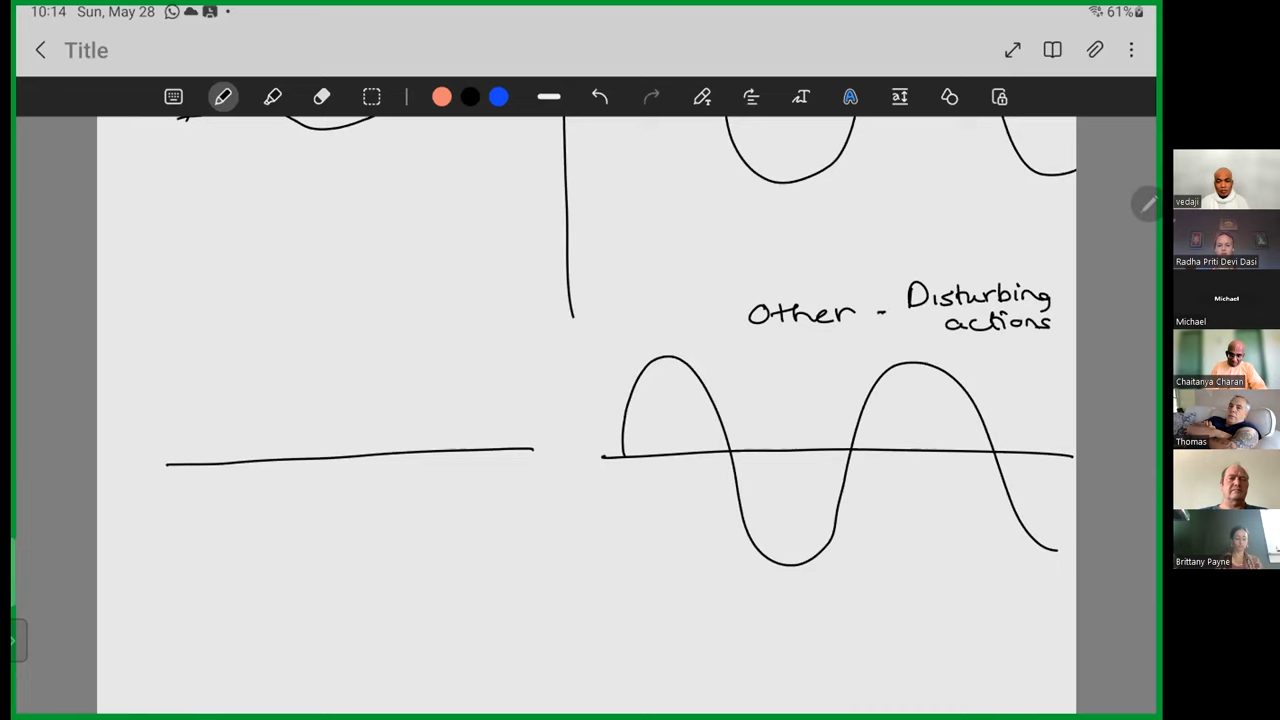 10:14 Sun, May 28
61%
Title
Other - Disturbing
actions
vedaji
Radha Priti Devi Dasi
Michael
Michael
Chaitanya Charan
Thomas
Brittany Payne